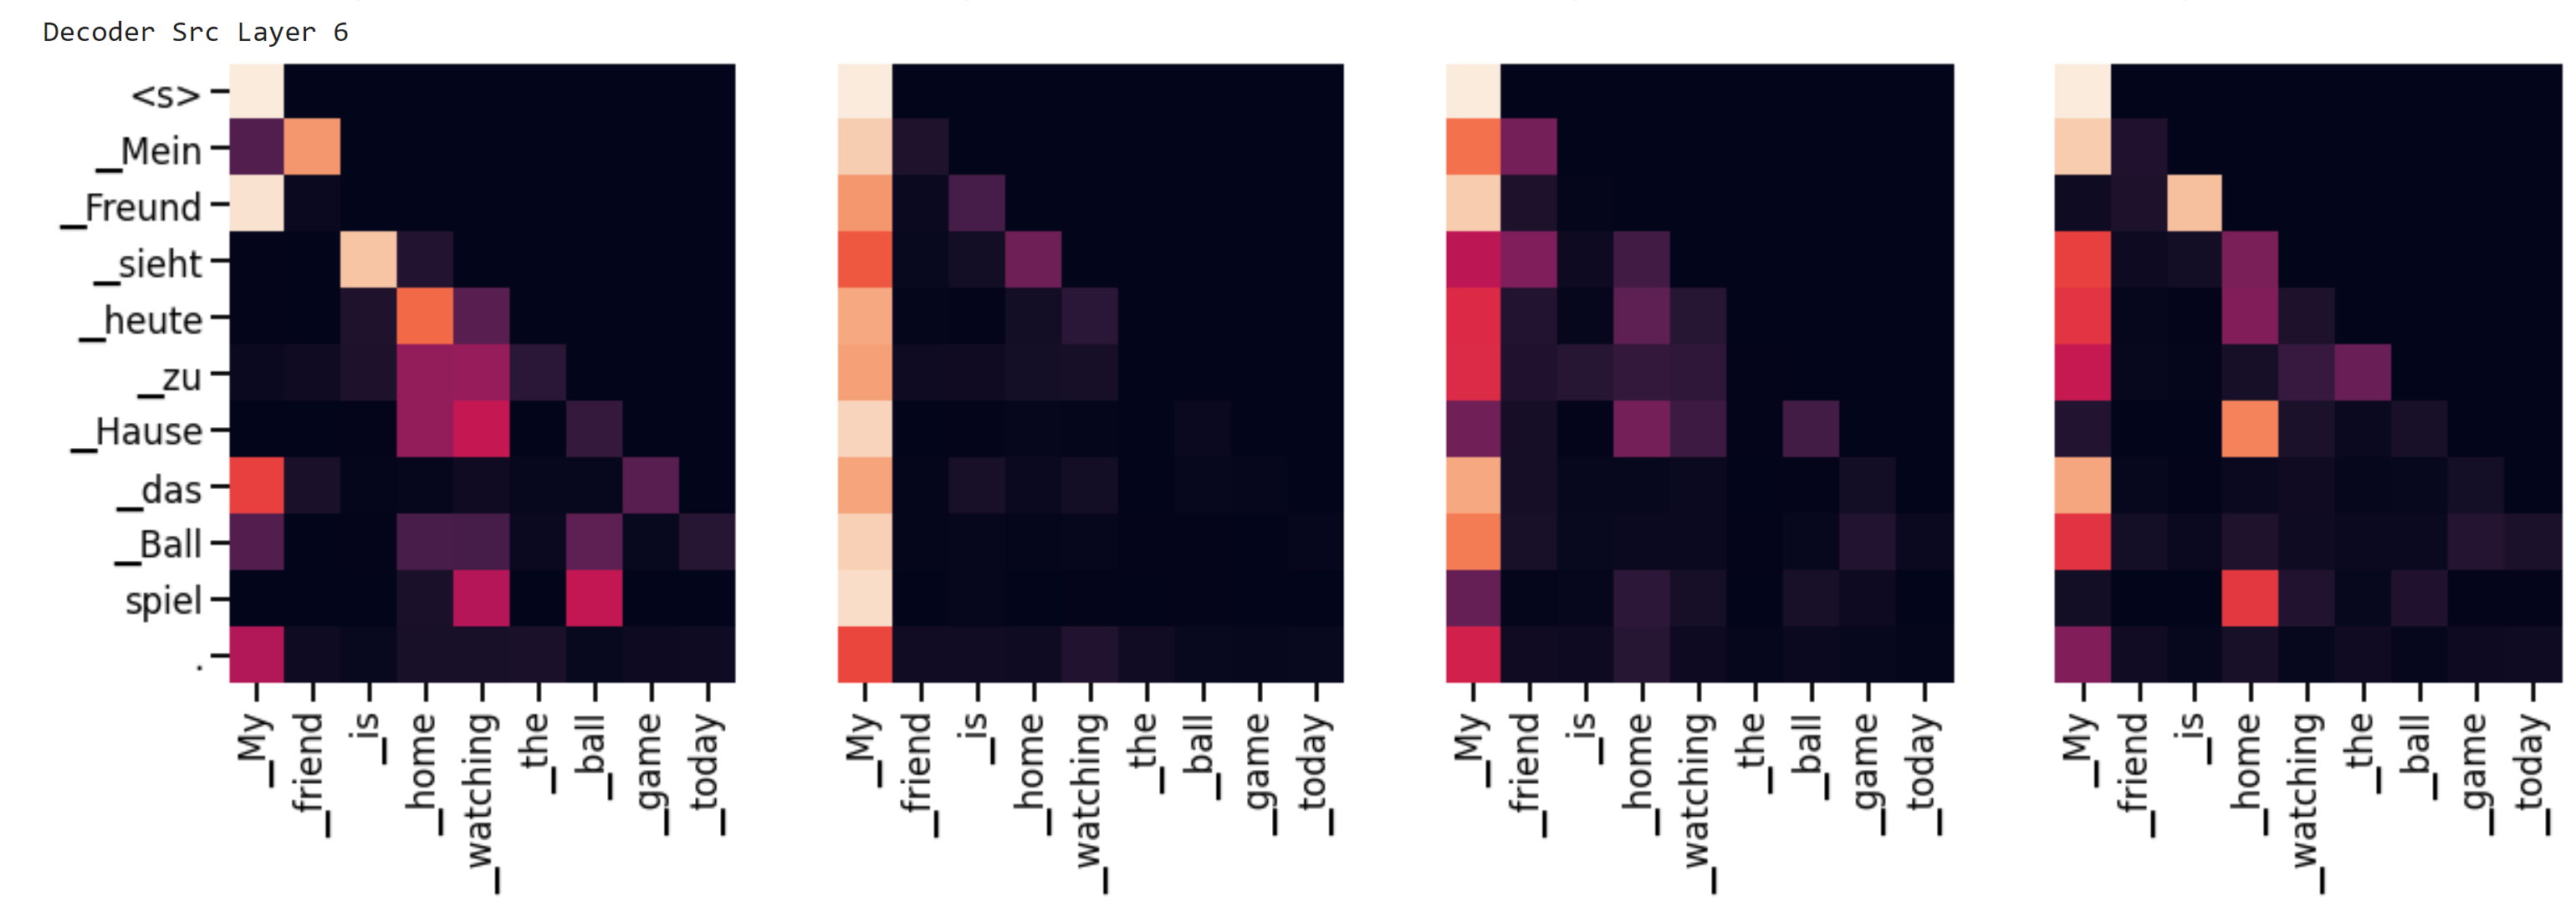 Decoder Src Layer 6
<s>
_Mein
_Freund
_sieht
_heute
_zu
_Hause
_das
_Ball
spiel
.
_My
_friend
_is
_home
_watching
_the
_ball
_game
_today
_My
_friend
_is
_home
_watching
_the
_ball
_game
_today
_My
_friend
_is
_home
_watching
_the
_ball
_game
_today
_My
_friend
_is
_home
_watching
_the
_ball
_game
_today